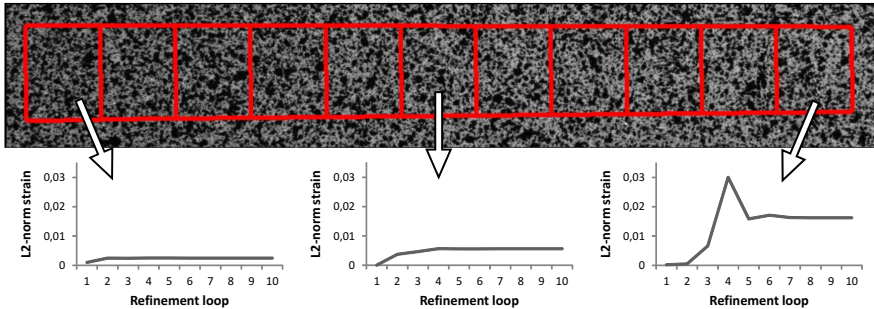 0,03
0,02
0,01
0
L2-norm strain
1 2 3 4 5 6 7 8 9 10
Refinement loop
0,03
0,02
0,01
0
L2-norm strain
1 2 3 4 5 6 7 8 9 10
Refinement loop
0,03
0,02
0,01
0
L2-norm strain
1 2 3 4 5 6 7 8 9 10
Refinement loop